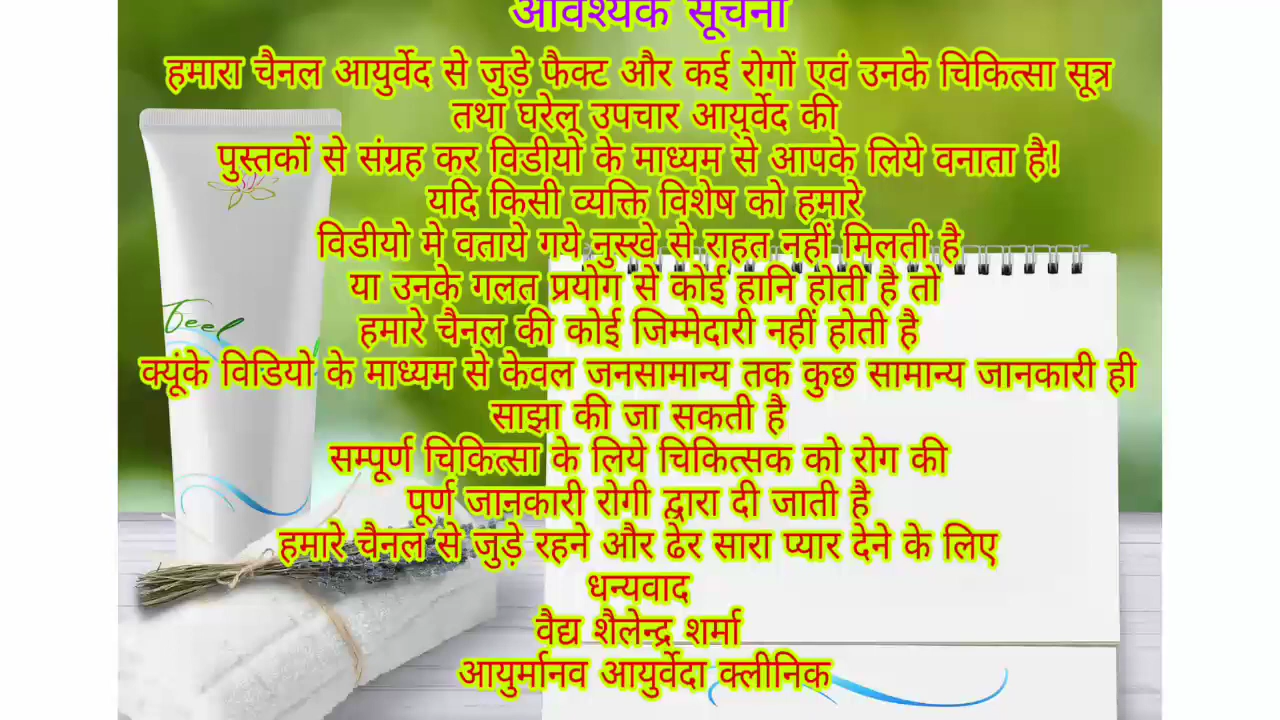 आवश्यक सूचना
हमारा चैनल आयुर्वेद से जुड़े फैक्ट और कई रोगों एवं उनके चिकित्सा सूत्र
तथा घरेलू उपचार आयुर्वेद की
पुस्तकों से संग्रह कर विडीयो के माध्यम से आपके लिये वनाता है!
यदि किसी व्यक्ति विशेष को हमारे
विडीयो मे वताये गये नुस्खे से राहत नहीं मिलती है
या उनके गलत प्रयोग से कोई हानि होती है तो
हमारे चैनल की कोई जिम्मेदारी नहीं होती है
क्यूंके विडियो के माध्यम से केवल जनसामान्य तक कुछ सामान्य जानकारी ही
साझा की जा सकती है
सम्पूर्ण चिकित्सा के लिये चिकित्सक को रोग की
पूर्ण जानकारी रोगी द्वारा दी जाती है
हमारे चैनल से जुड़े रहने और ढेर सारा प्यार देने के लिए
धन्यवाद
वैद्य शैलेन्द्र शर्मा
आयुर्मानव आयुर्वेदा क्लीनिक
Feel